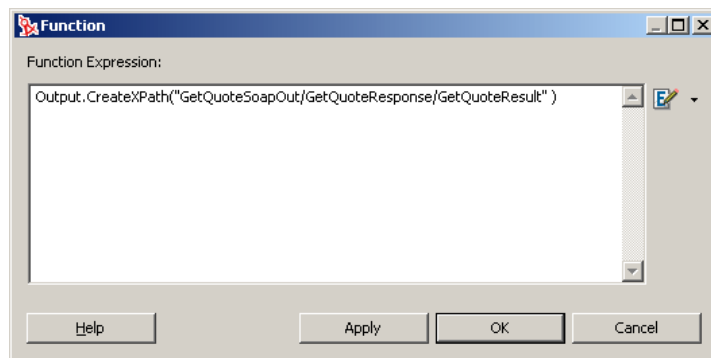 Function
Function Expression:
Output.CreateXPath("GetQuoteSoapOut/GetQuoteResponse/GetQuoteResult" )
E
Help
Apply
OK
Cancel